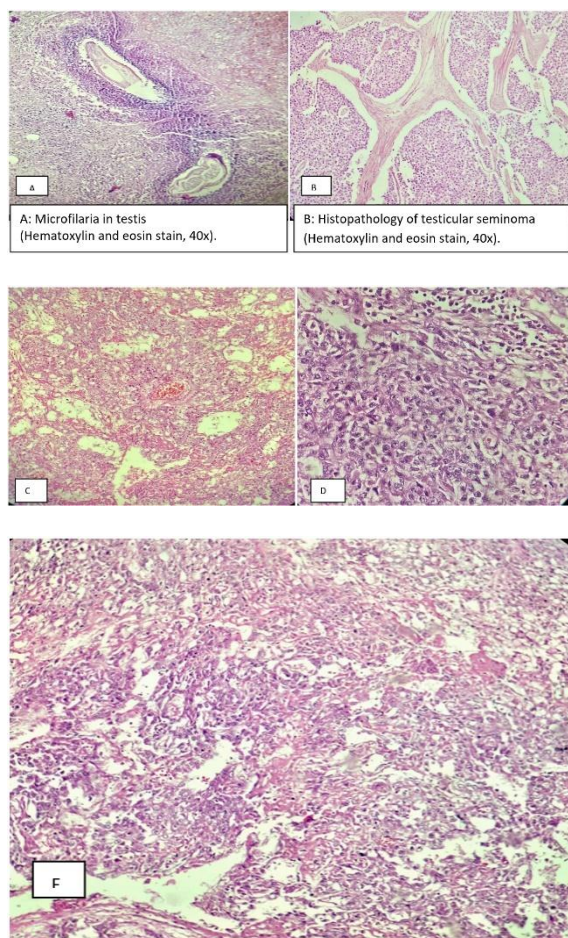 A
B
A: Microfilaria in testis
(Hematoxylin and eosin stain, 40x).
B: Histopathology of testicular seminoma
(Hematoxylin and eosin stain, 40x).
C
D